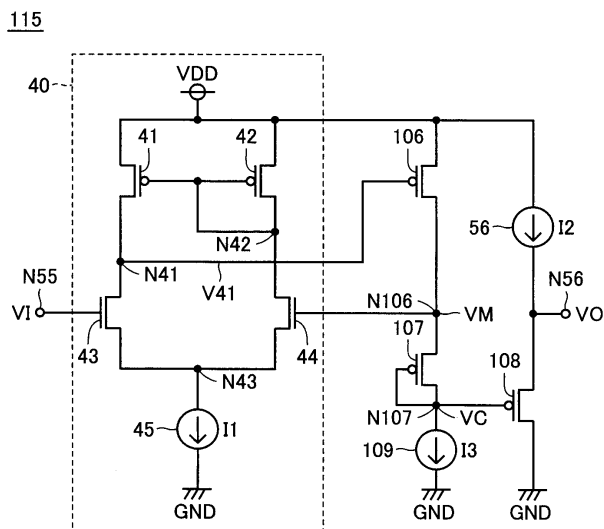 115
40
VDD
41
42
106
56
I2
N42
N41
V41
N55
VI
N106
VM
N56
VO
43
44
107
108
N43
N107
VC
45
I1
109
I3
GND
GND
GND